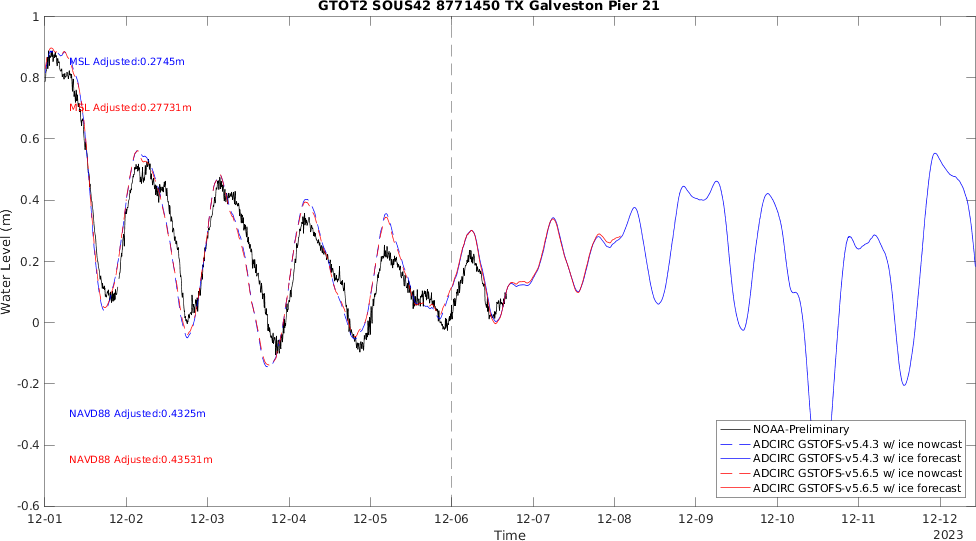 GTOT2 SOUS42 8771450 TX Galveston Pier 21
1
0.8
0.6
0.4
0.2
0
-0.2
-0.4
-0.6
Water Level (m)
MSL Adjusted:0.2745m
MSL Adjusted:0.27731m
NAVD88 Adjusted:0.4325m
NAVD88 Adjusted:0.43531m
NOAA-Preliminary
ADCIRC GSTOFS-v5.4.3 w/ ice nowcast
ADCIRC GSTOFS-v5.4.3 w/ ice forecast
ADCIRC GSTOFS-v5.6.5 w/ ice nowcast
ADCIRC GSTOFS-v5.6.5 w/ ice forecast
12-01 12-02 12-03 12-04 12-05 12-06 12-07 12-08 12-09 12-10 12-11 12-12
2023
Time